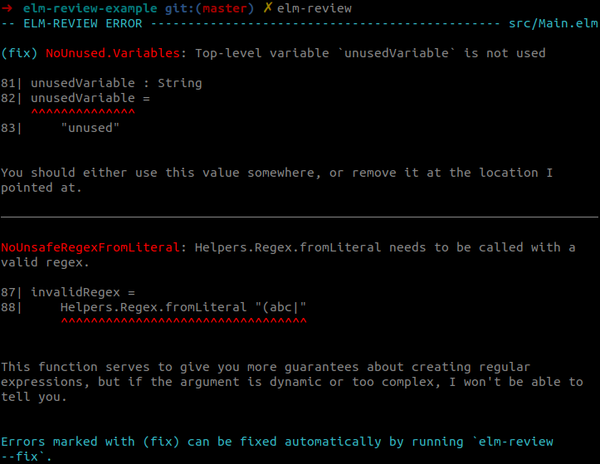 ➜ elm-review-example git:(master) ✗ elm-review
-- ELM-REVIEW ERROR ----------------------------------------------- src/Main.elm
(fix) NoUnused.Variables: Top-level variable `unusedVariable` is not used
81| unusedVariable : String
82| unusedVariable =
^^^^^^^^^^^^^^
83|     "unused"
You should either use this value somewhere, or remove it at the location I
pointed at.
NoUnsafeRegexFromLiteral: Helpers.Regex.fromLiteral needs to be called with a
valid regex.
87| invalidRegex =
88|     Helpers.Regex.fromLiteral "(abc|"
^^^^^^^^^^^^^^^^^^^^^^^^^^^^^^^^^
This function serves to give you more guarantees about creating regular
expressions, but if the argument is dynamic or too complex, I won't be able to
tell you.
Errors marked with (fix) can be fixed automatically by running `elm-review
--fix`.